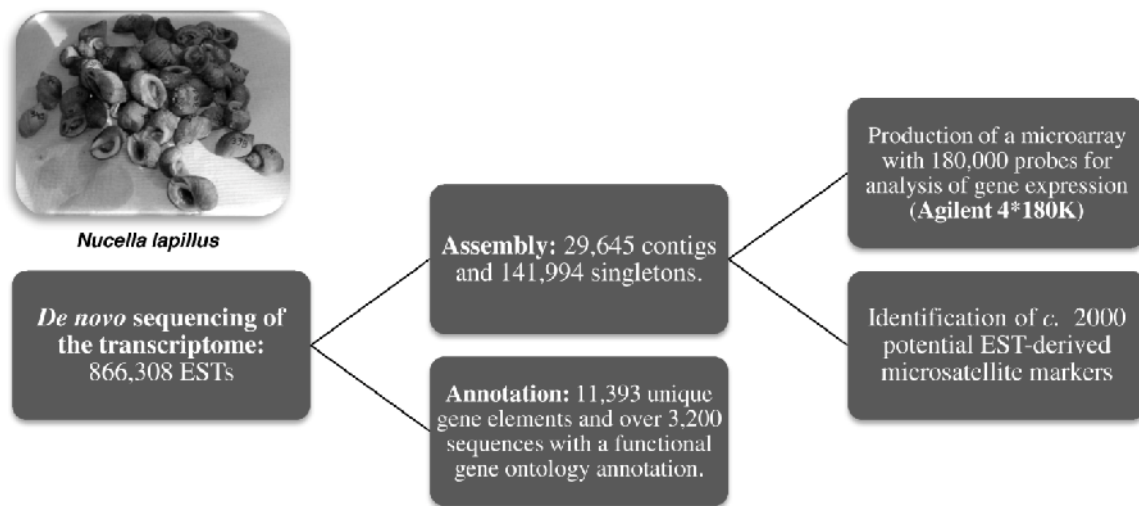 Nucella lapillus
De novo sequencing of
the transcriptome:
866,308 ESTs
Assembly: 29,645 contigs
and 141,994 singletons.
Annotation: 11,393 unique
gene elements and over 3,200
sequences with a functional
gene ontology annotation.
Production of a microarray
with 180,000 probes for
analysis of gene expression
(Agilent 4*180K)
Identification of c. 2000
potential EST-derived
microsatellite markers